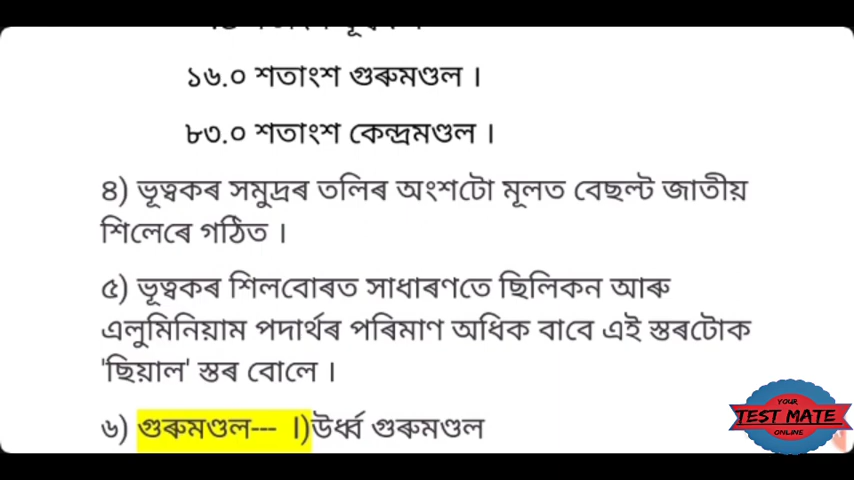 ১৬.০ শতাংশ গুৰুমণ্ডল ।
৮৩.০ শতাংশ কেন্দ্ৰমণ্ডল ।
৪) ভূত্বকৰ সমুদ্ৰৰ তলিৰ অংশটো মূলত বেছল্ট জাতীয়
শিলেৰে গঠিত ।
৫) ভূত্বকৰ শিলবোৰত সাধাৰণতে ছিলিকন আৰু
এলুমিনিয়াম পদাৰ্থৰ পৰিমাণ অধিক বাবে এই স্তৰটোক
'ছিয়াল' স্তৰ বোলে ।
৬) গুৰুমণ্ডল--- ।)উৰ্ধ্ব গুৰুমণ্ডল
YOUR
TEST MATE
ONLINE